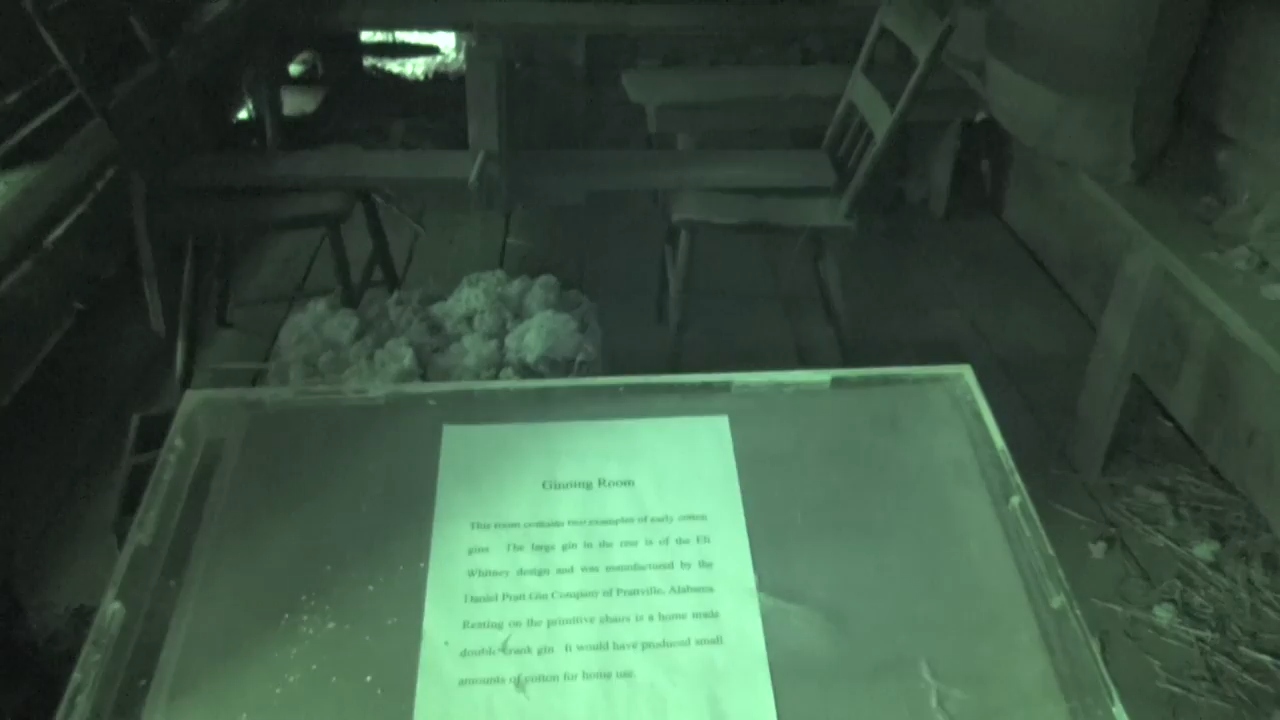 Ginning Room
This room contains two examples of early cotton
gins. The large gin in the rear is of the Eli
Whitney design and was manufactured by the
Daniel Pratt Gin Company of Prattville, Alabama.
Resting on the primitive chairs is a home made
double-crank gin. It would have produced small
amounts of cotton for home use.